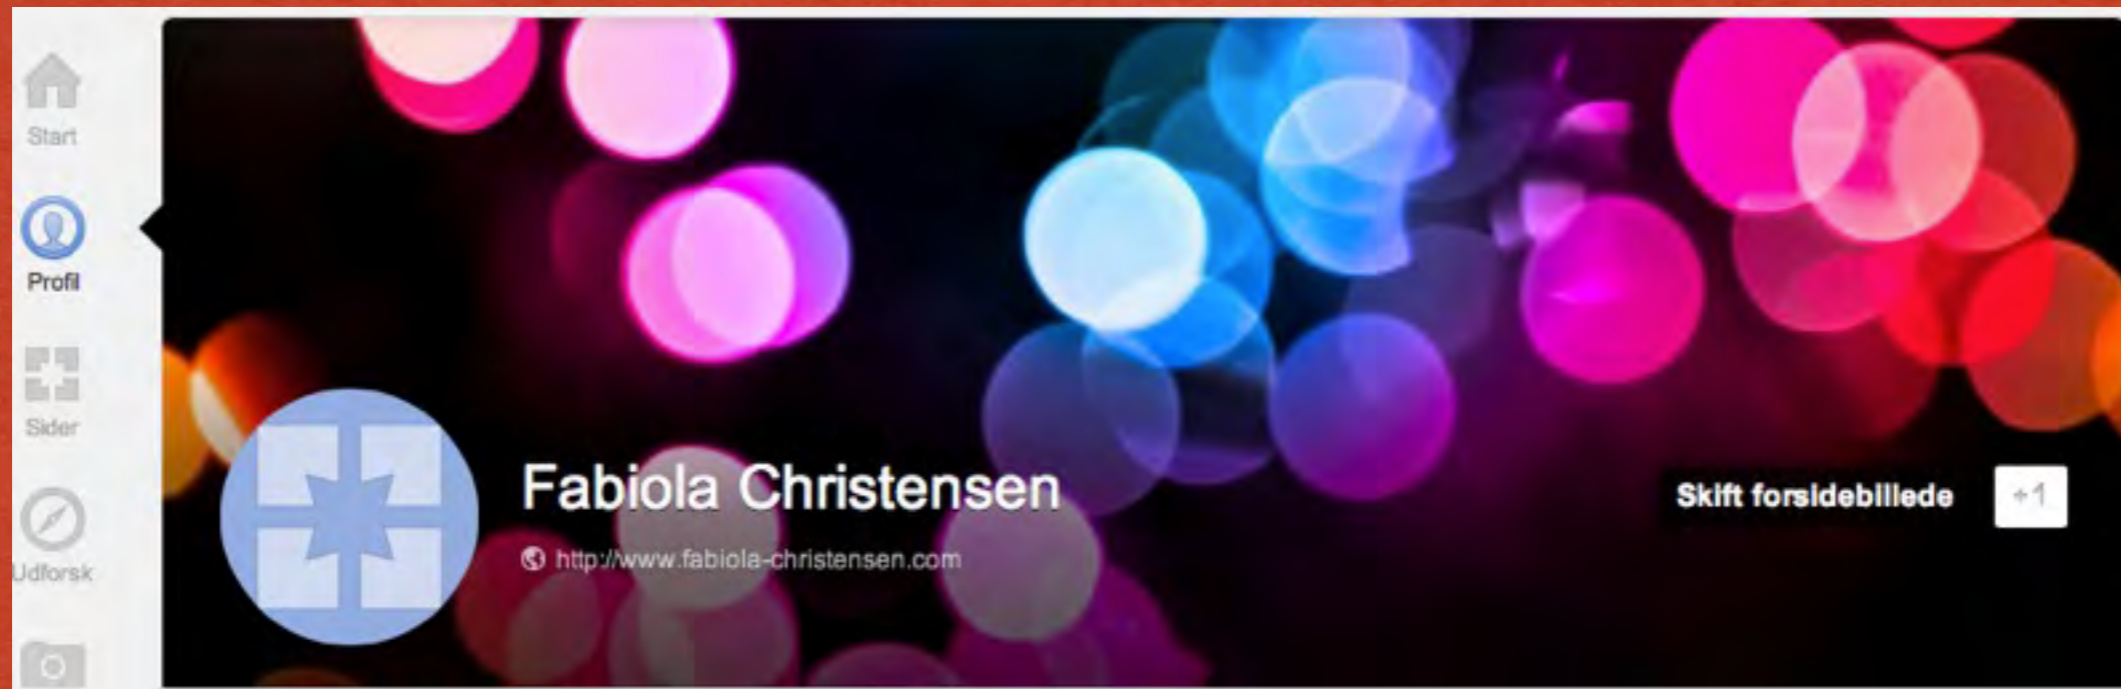 Start
Profil
Sider
Udforsk
Fabiola Christensen
http://www.fabiola-christensen.com
Skift forsidebillede
+1